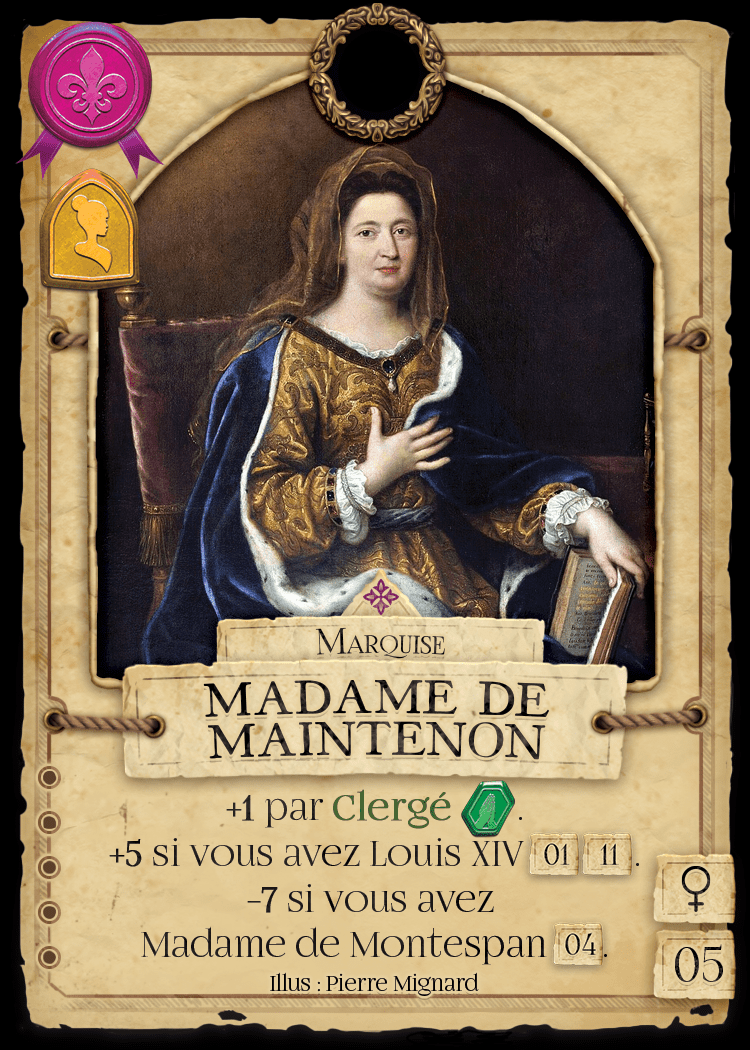 MARQUISE
MADAME DE
MAINTENON
+1 par Clergé .
+5 si vous avez Louis XIV 01 11 .
-7 si vous avez
Madame de Montespan 04 .
Illus : Pierre Mignard
♀
05